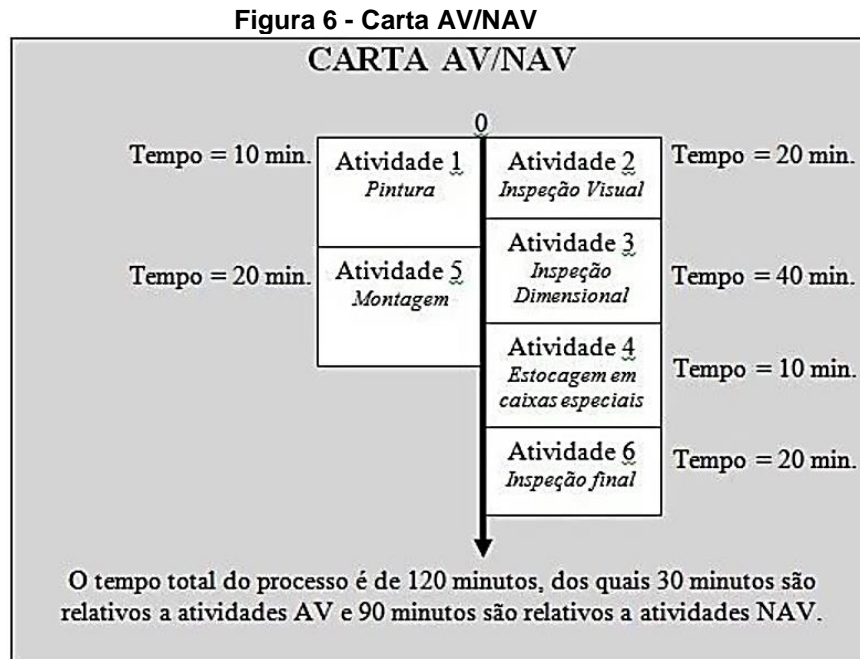 Figura 6 - Carta AV/NAV
CARTA AV/NAV
0
Tempo = 10 min.
Atividade 1
Pintura
Atividade 2
Inspeção Visual
Tempo = 20 min.
Tempo = 20 min.
Atividade 5
Montagem
Atividade 3
Inspeção
Dimensional
Tempo = 40 min.
Atividade 4
Estocagem em
caixas especiais
Tempo = 10 min.
Atividade 6
Inspeção final
Tempo = 20 min.
O tempo total do processo é de 120 minutos, dos quais 30 minutos são
relativos a atividades AV e 90 minutos são relativos a atividades NAV.